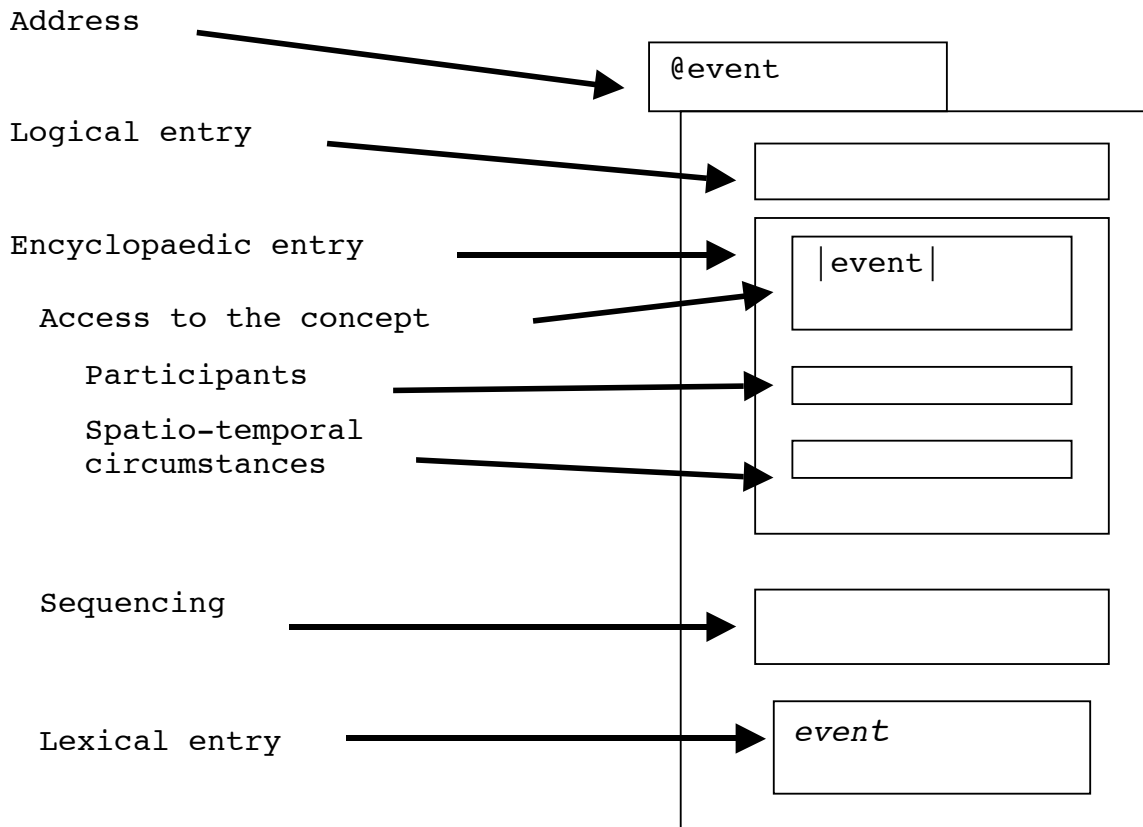 Address
@event
Logical entry
Encyclopaedic entry
|event|
Access to the concept
Participants
Spatio-temporal
circumstances
Sequencing
Lexical entry
event